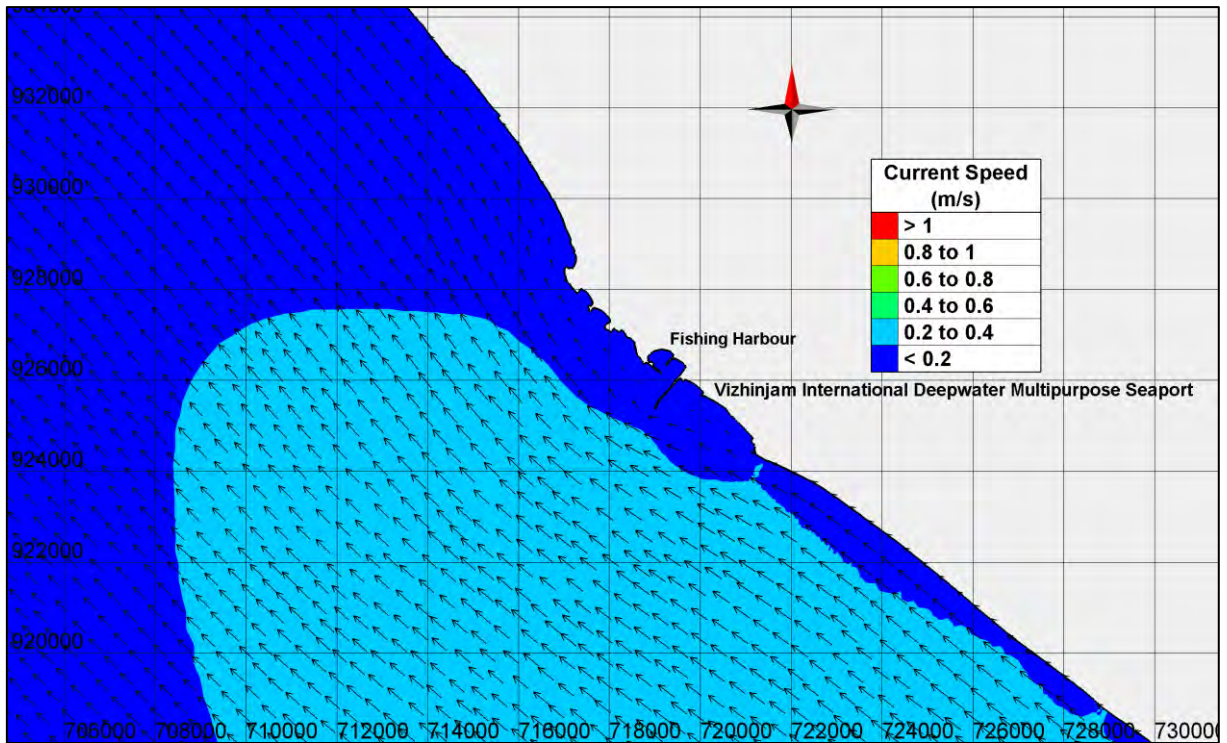 934000
932000
930000
928000
926000
924000
922000
920000
Current Speed
(m/s)
> 1
0.8 to 1
0.6 to 0.8
0.4 to 0.6
0.2 to 0.4
< 0.2
Fishing Harbour
Vizhinjam International Deepwater Multipurpose Seaport
706000 708000 710000 712000 714000 716000 718000 720000 722000 724000 726000 728000 730000